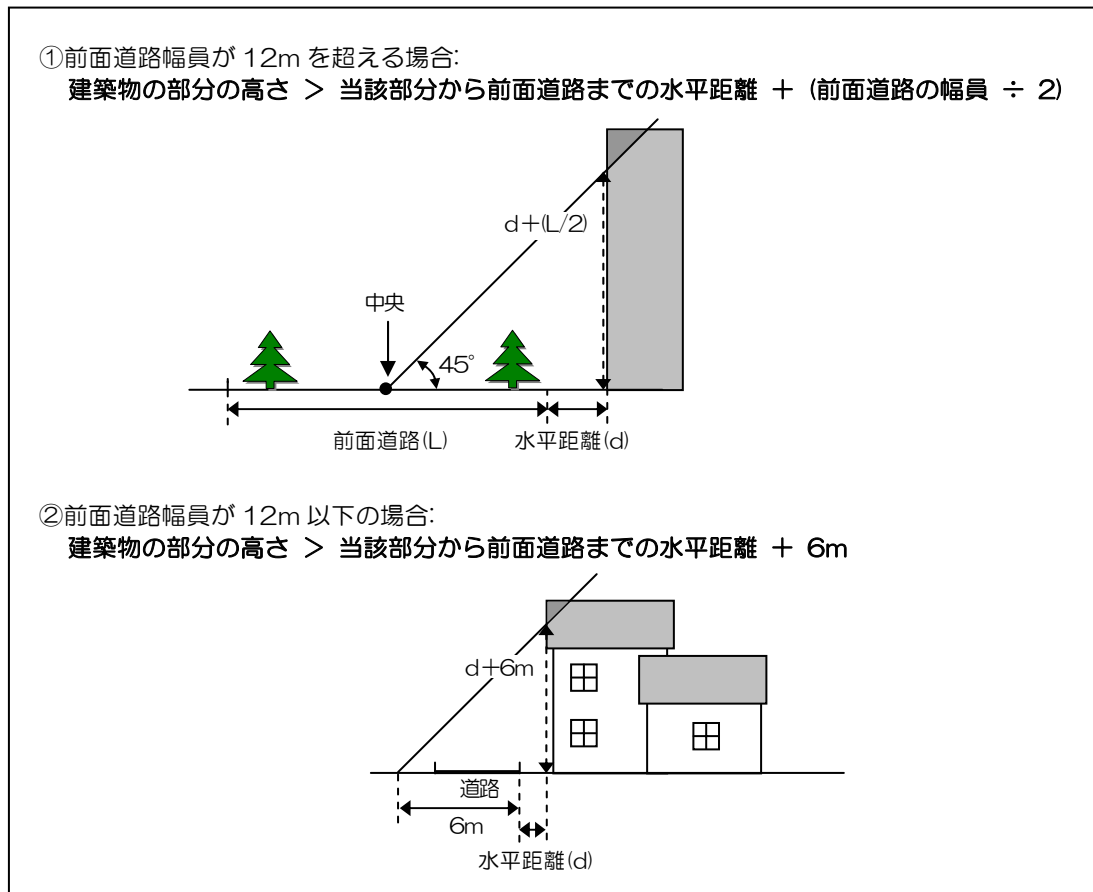 ①前面道路幅員が 12m を超える場合:
建築物の部分の高さ ＞ 当該部分から前面道路までの水平距離 ＋ (前面道路の幅員 ÷ 2)
d＋(L/2)
中央
45°
前面道路(L)
水平距離(d)
②前面道路幅員が 12m 以下の場合:
建築物の部分の高さ ＞ 当該部分から前面道路までの水平距離 ＋ 6m
d＋6m
道路
6m
水平距離(d)